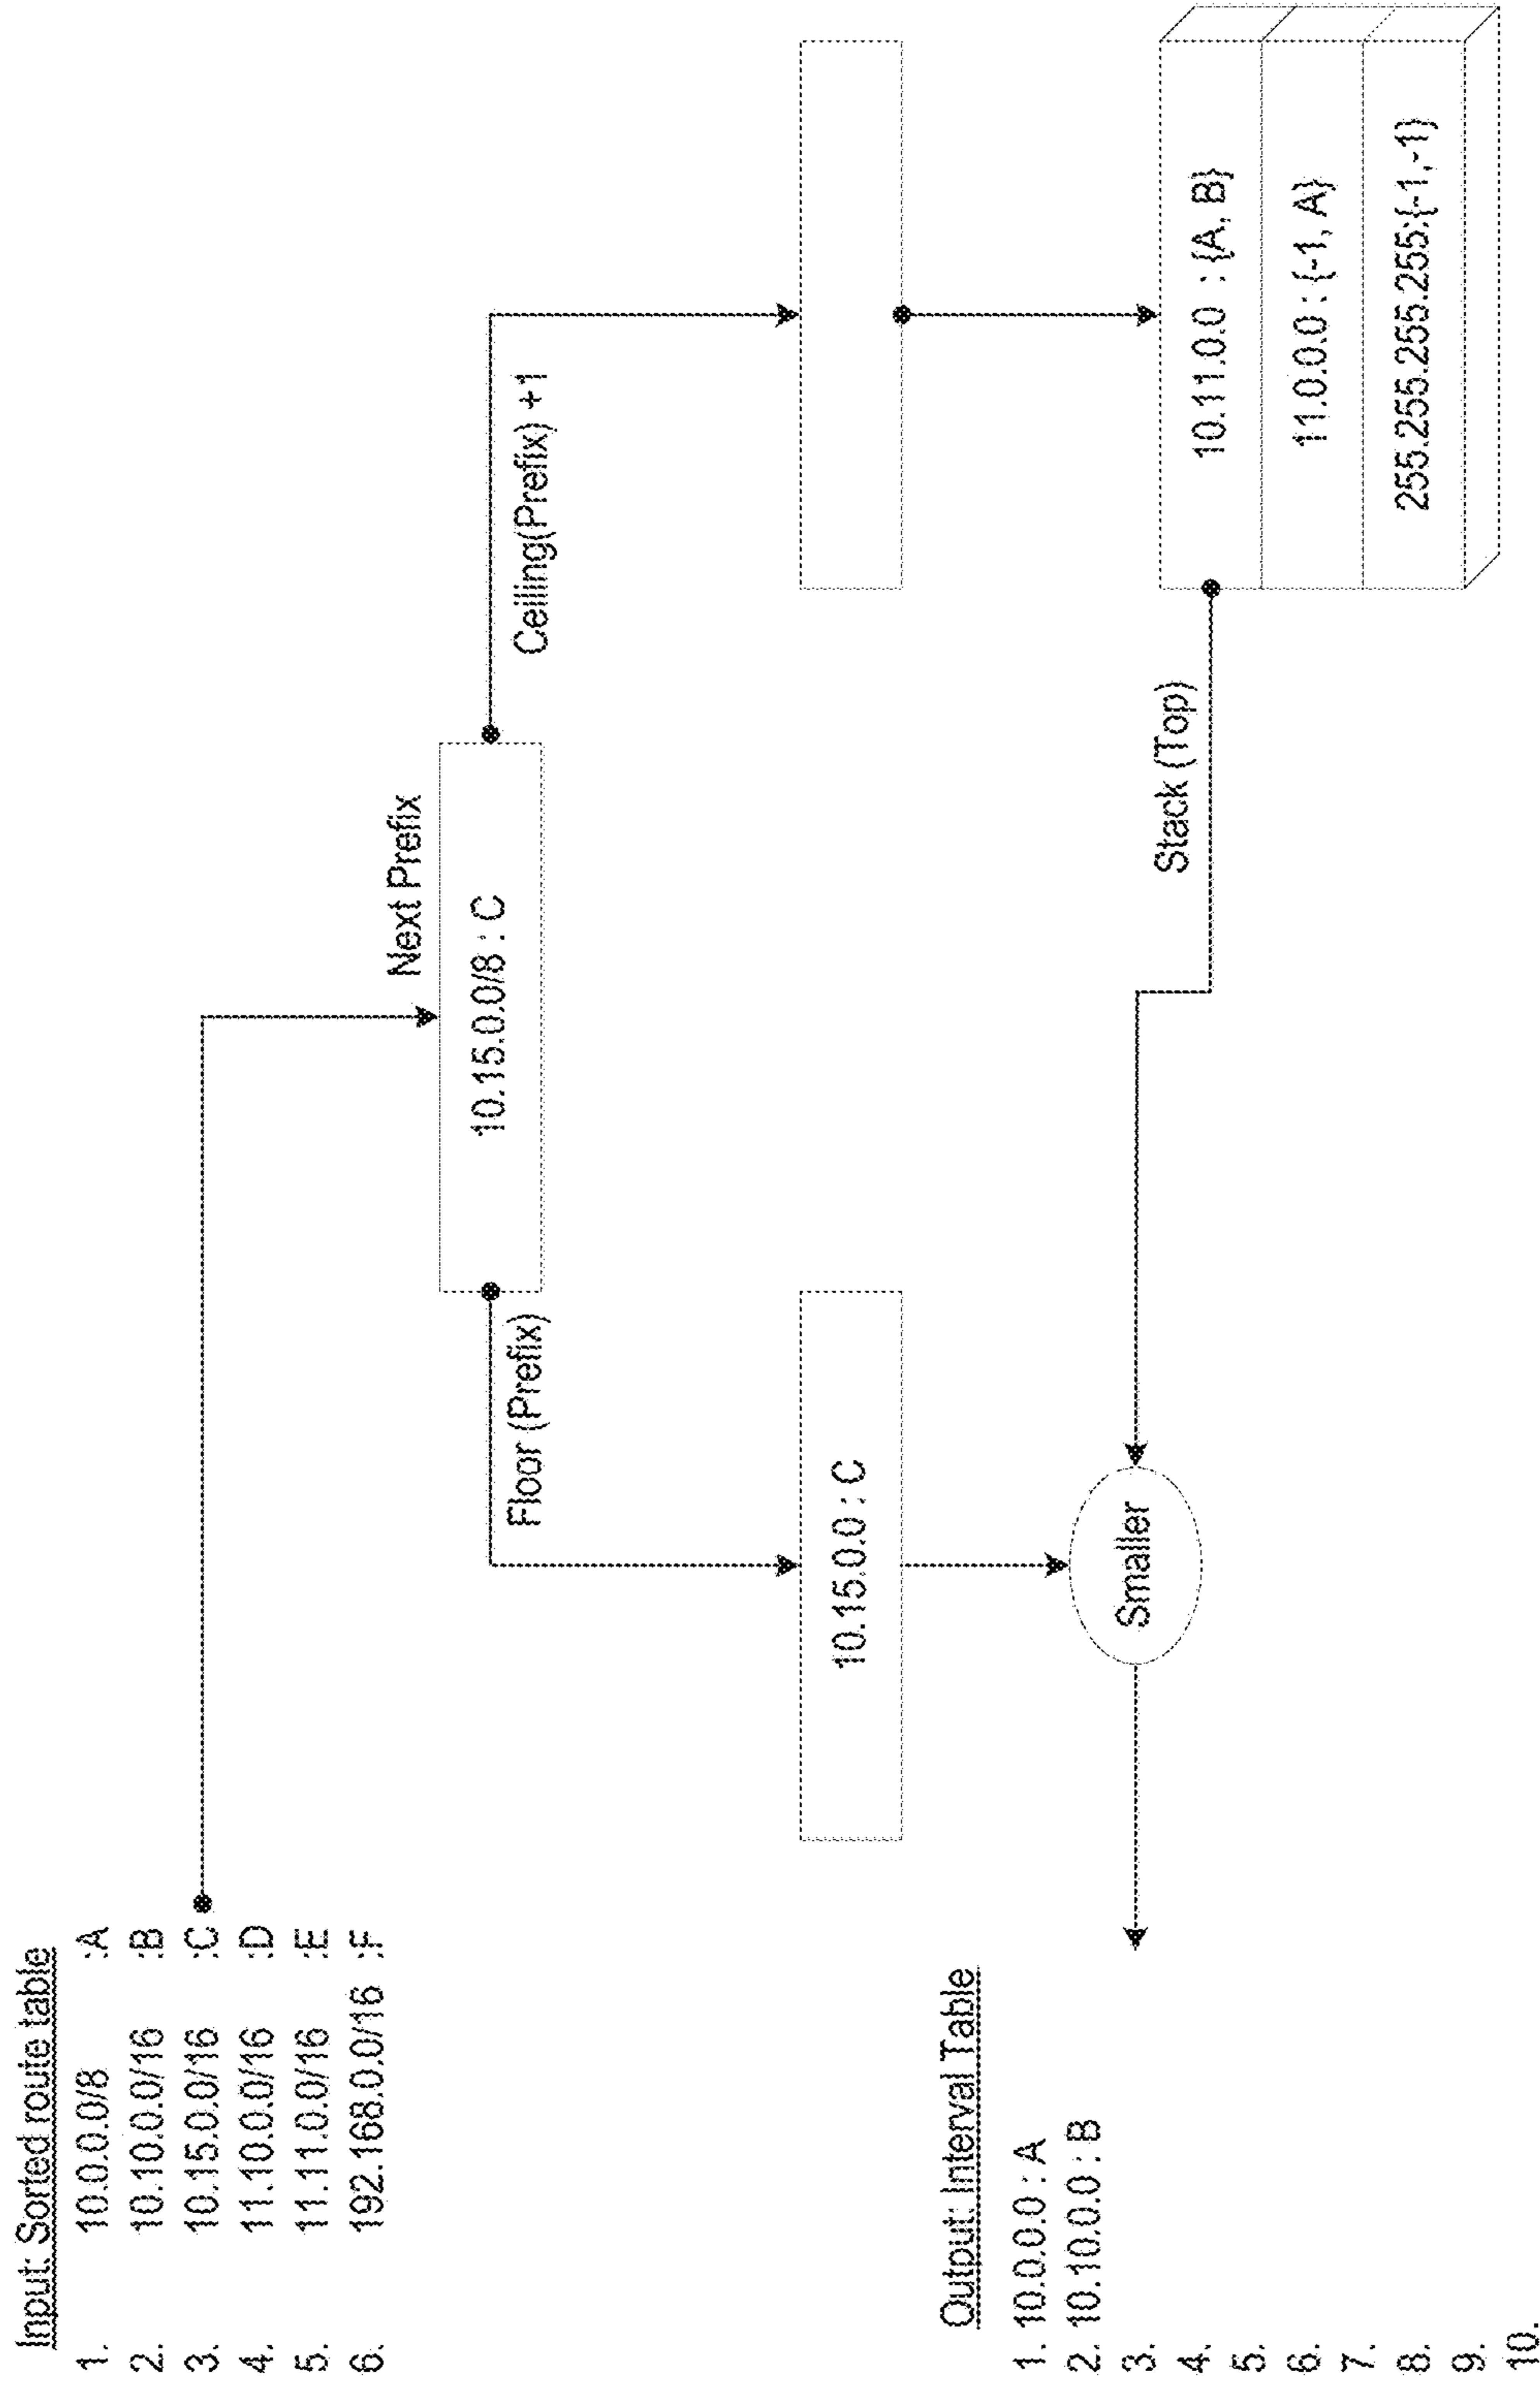 Input: Sorted route table
1. 10.0.0.0/8 :A
2. 10.10.0.0/16 :B
3. 10.15.0.0/16 :C
4. 11.10.0.0/16 :D
5. 11.11.0.0/16 :E
6. 192.168.0.0/16 :F
Next Prefix
10.15.0.0/8 : C
Floor (Prefix)
Ceiling(Prefix) +1
10.15.0.0 : C
Smaller
Stack (Top)
10.11.0.0 : {A, B}
11.0.0.0 : {-1, A}
255.255.255.255:{-1,-1}
Output: Interval Table
1. 10.0.0.0 : A
2. 10.10.0.0 : B
3.
4.
5.
6.
7.
8.
9.
10.